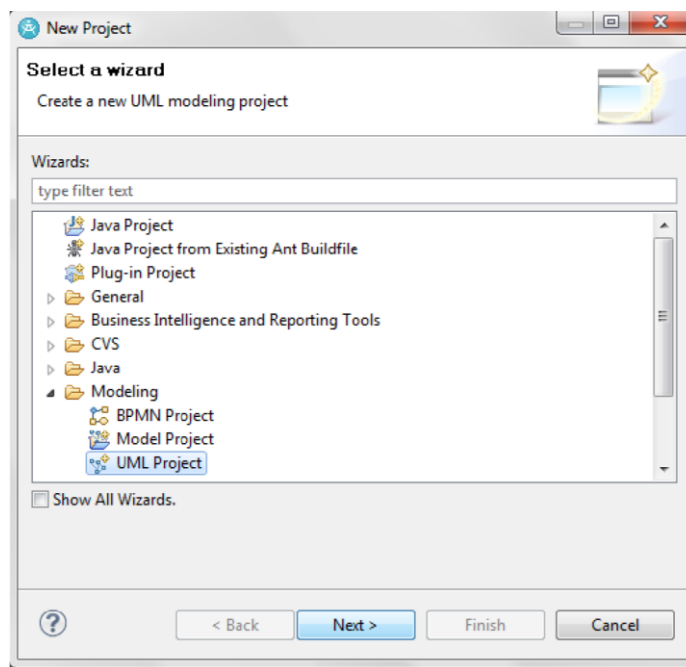 New Project
Select a wizard
Create a new UML modeling project
Wizards:
type filter text
Java Project
Java Project from Existing Ant Buildfile
Plug-in Project
General
Business Intelligence and Reporting Tools
CVS
Java
Modeling
BPMN Project
Model Project
UML Project
Show All Wizards.
? < Back Next > Finish Cancel